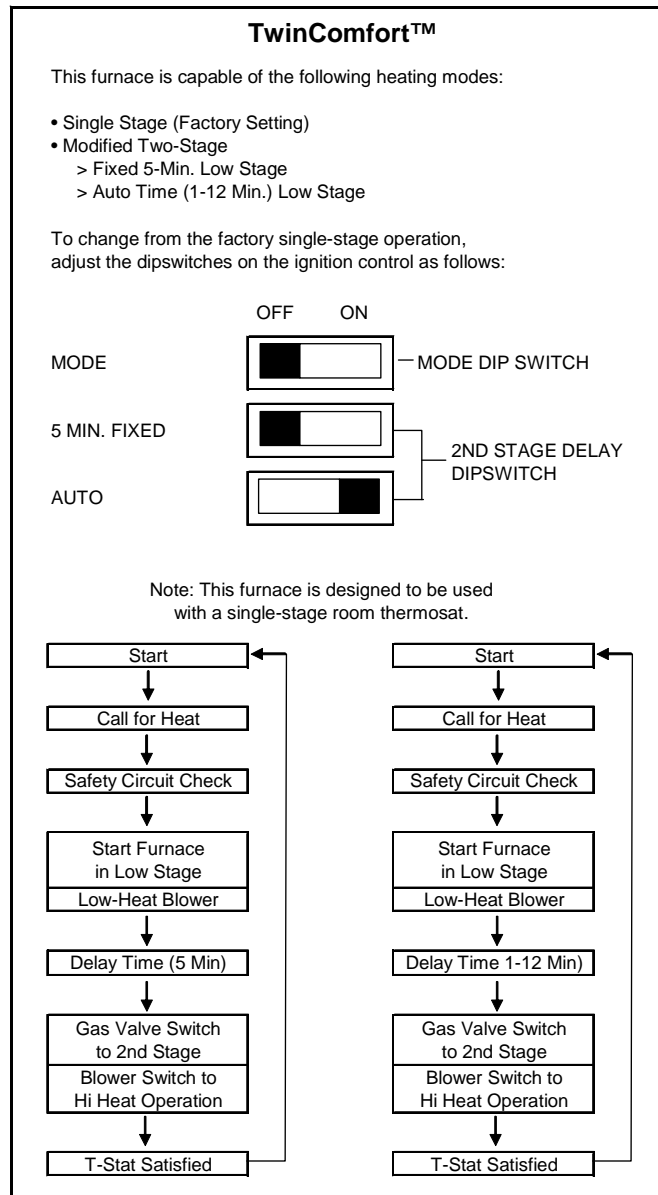 TwinComfort™
This furnace is capable of the following heating modes:
• Single Stage (Factory Setting)
• Modified Two-Stage
> Fixed 5-Min. Low Stage
> Auto Time (1-12 Min.) Low Stage
To change from the factory single-stage operation,
adjust the dipswitches on the ignition control as follows:
OFF ON
MODE
MODE DIP SWITCH
5 MIN. FIXED
2ND STAGE DELAY
DIPSWITCH
AUTO
Note: This furnace is designed to be used
with a single-stage room thermosat.
Start
Call for Heat
Safety Circuit Check
Start Furnace
in Low Stage
Low-Heat Blower
Delay Time (5 Min)
Gas Valve Switch
to 2nd Stage
Blower Switch to
Hi Heat Operation
T-Stat Satisfied
Start
Call for Heat
Safety Circuit Check
Start Furnace
in Low Stage
Low-Heat Blower
Delay Time 1-12 Min)
Gas Valve Switch
to 2nd Stage
Blower Switch to
Hi Heat Operation
T-Stat Satisfied